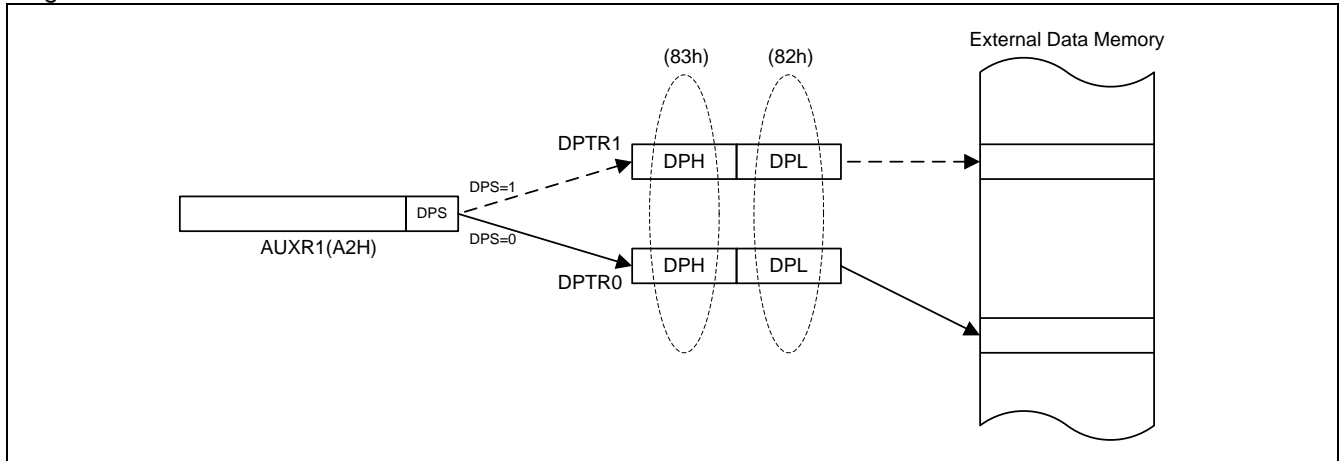 External Data Memory
(83h) (82h)
DPTR1
DPH DPL
DPS=1
DPS
AUXR1(A2H)
DPS=0
DPH DPL
DPTR0